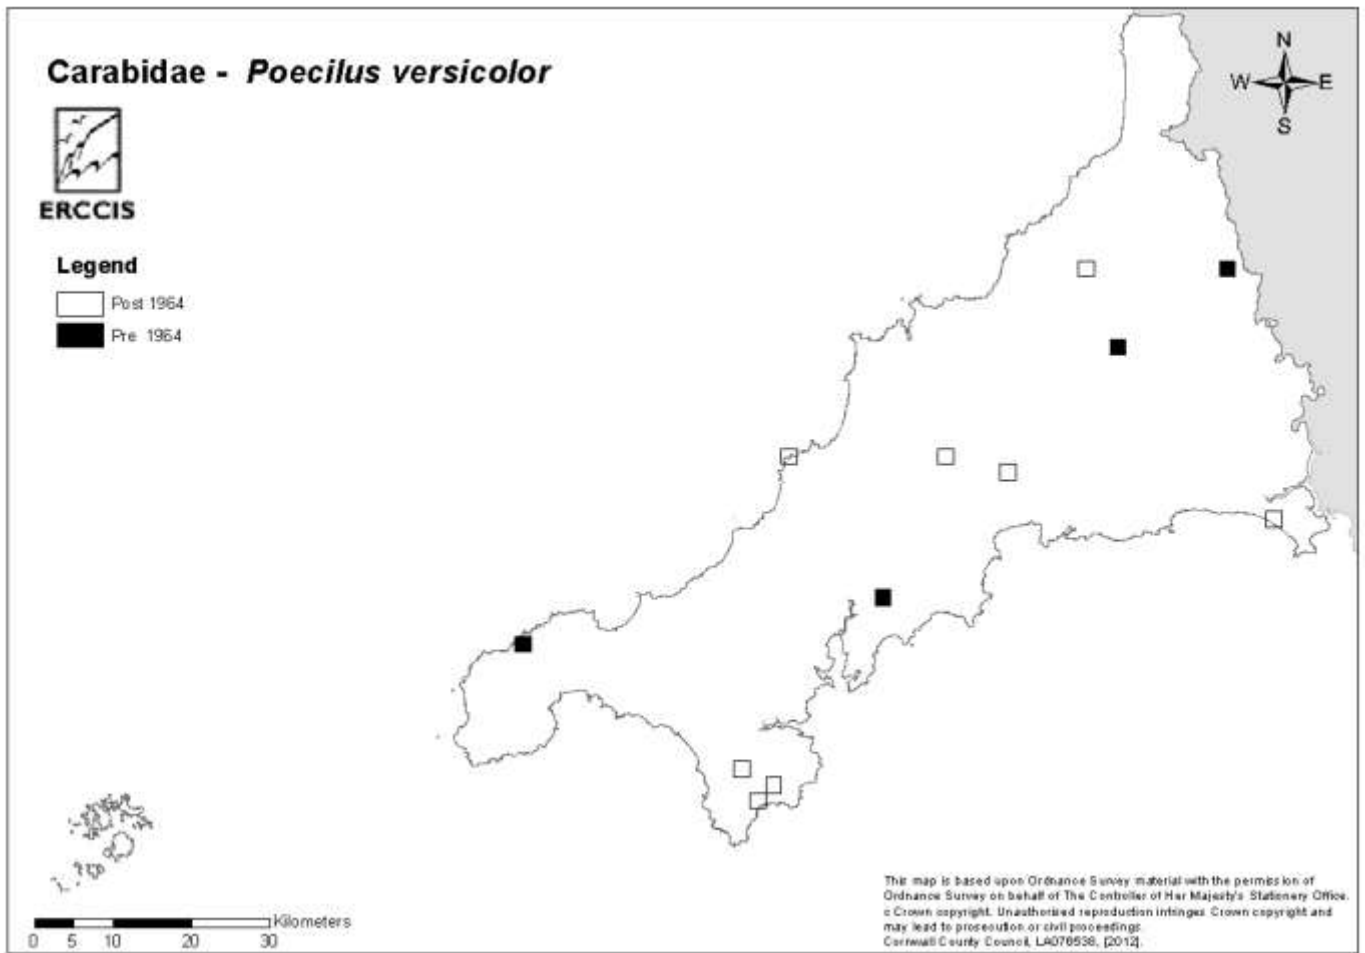 Carabidae - Poecilus versicolor
N
W E
S
ERCCIS
Legend
Post 1964
Pre 1964
This map is based upon Ordnance Survey material with the permission of
Ordnance Survey on behalf of The Controller of Her Majesty's Stationery Office.
c Crown copyright. Unauthorised reproduction infringes Crown copyright and
may lead to prosecution or civil proceedings.
Cornwall County Council, [2012].
Kilometers
0 5 10 20 30